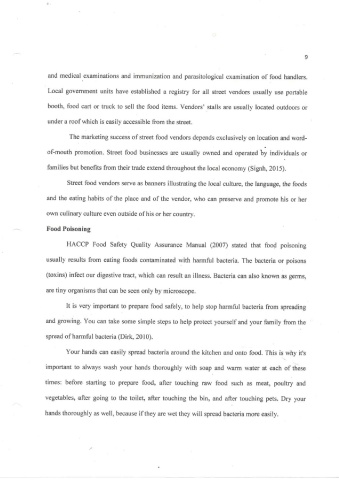 9
and medical examinations and immunization and parasitological examination of food handlers.
Local government units have established a registry for all street vendors usually use portable
booth, food cart or truck to sell the food items. Vendors' stalls are usually located outdoors or
under a roof which is easily accessible from the street.
The marketing success of street food vendors depends exclusively on location and word-
of-mouth promotion. Street food businesses are usually owned and operated by individuals or
families but benefits from their trade extend throughout the local economy (Signh, 2015).
Street food vendors serve as banners illustrating the local culture, the language, the foods
and the eating habits of the place and of the vendor, who can preserve and promote his or her
own culinary culture even outside of his or her country.
Food Poisoning
HACCP Food Safety Quality Assurance Manual (2007) stated that food poisoning
usually results from eating foods contaminated with harmful bacteria. The bacteria or poisons
(toxins) infect our digestive tract, which can result an illness. Bacteria can also known as germs,
are tiny organisms that can be seen only by microscope.
It is very important to prepare food safely, to help stop harmful bacteria from spreading
and growing. You can take some simple steps to help protect yourself and your family from the
spread of harmful bacteria (Dirk, 2010).
Your hands can easily spread bacteria around the kitchen and onto food. This is why it's
important to always wash your hands thoroughly with soap and warm water at each of these
times: before starting to prepare food, after touching raw food such as meat, poultry and
vegetables, after going to the toilet, after touching the bin, and after touching pets. Dry your
hands thoroughly as well, because if they are wet they will spread bacteria more easily.